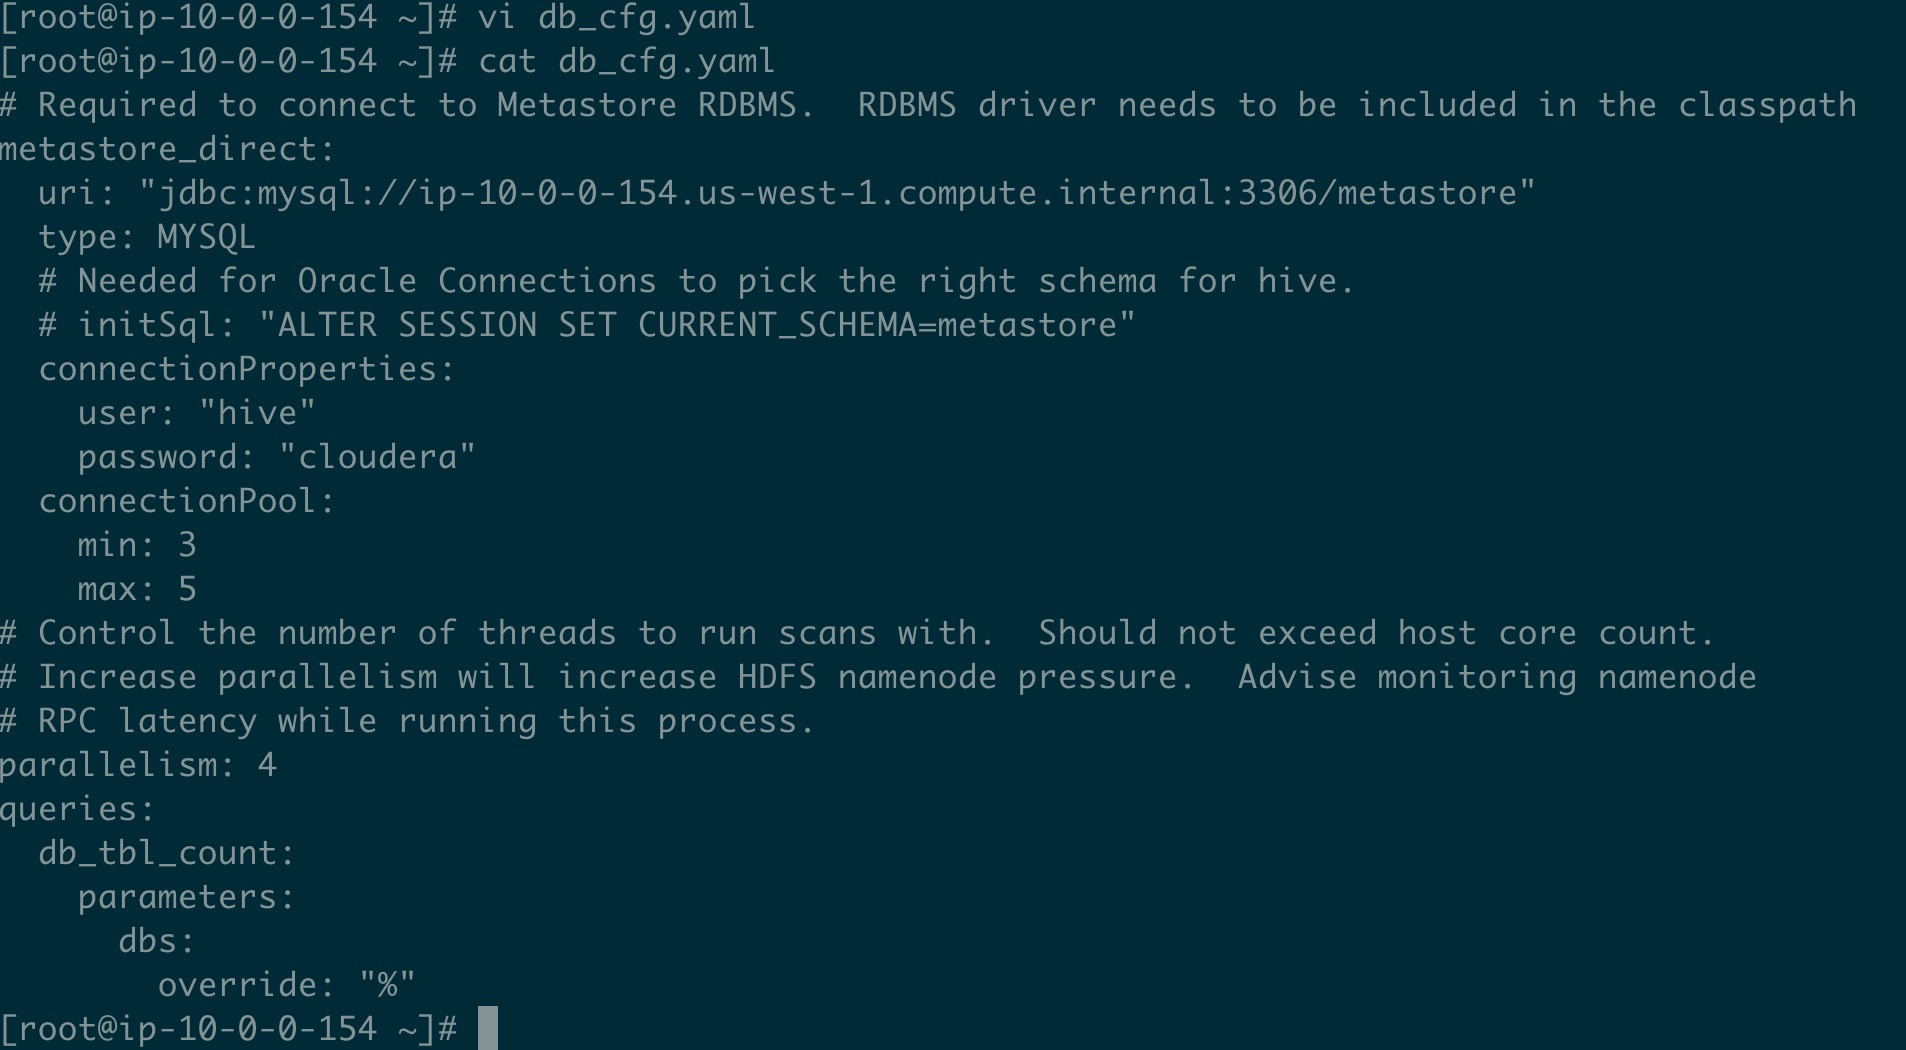 [root@ip-10-0-0-154 ~]# vi db_cfg.yaml
[root@ip-10-0-0-154 ~]# cat db_cfg.yaml
# Required to connect to Metastore RDBMS.  RDBMS driver needs to be included in the classpath
metastore_direct:
  uri: "jdbc:mysql://ip-10-0-0-154.us-west-1.compute.internal:3306/metastore"
  type: MYSQL
  # Needed for Oracle Connections to pick the right schema for hive.
  # initSql: "ALTER SESSION SET CURRENT_SCHEMA=metastore"
  connectionProperties:
    user: "hive"
    password: "cloudera"
  connectionPool:
    min: 3
    max: 5
# Control the number of threads to run scans with.  Should not exceed host core count.
# Increase parallelism will increase HDFS namenode pressure.  Advise monitoring namenode
# RPC latency while running this process.
parallelism: 4
queries:
  db_tbl_count:
    parameters:
      dbs:
        override: "%"
[root@ip-10-0-0-154 ~]#